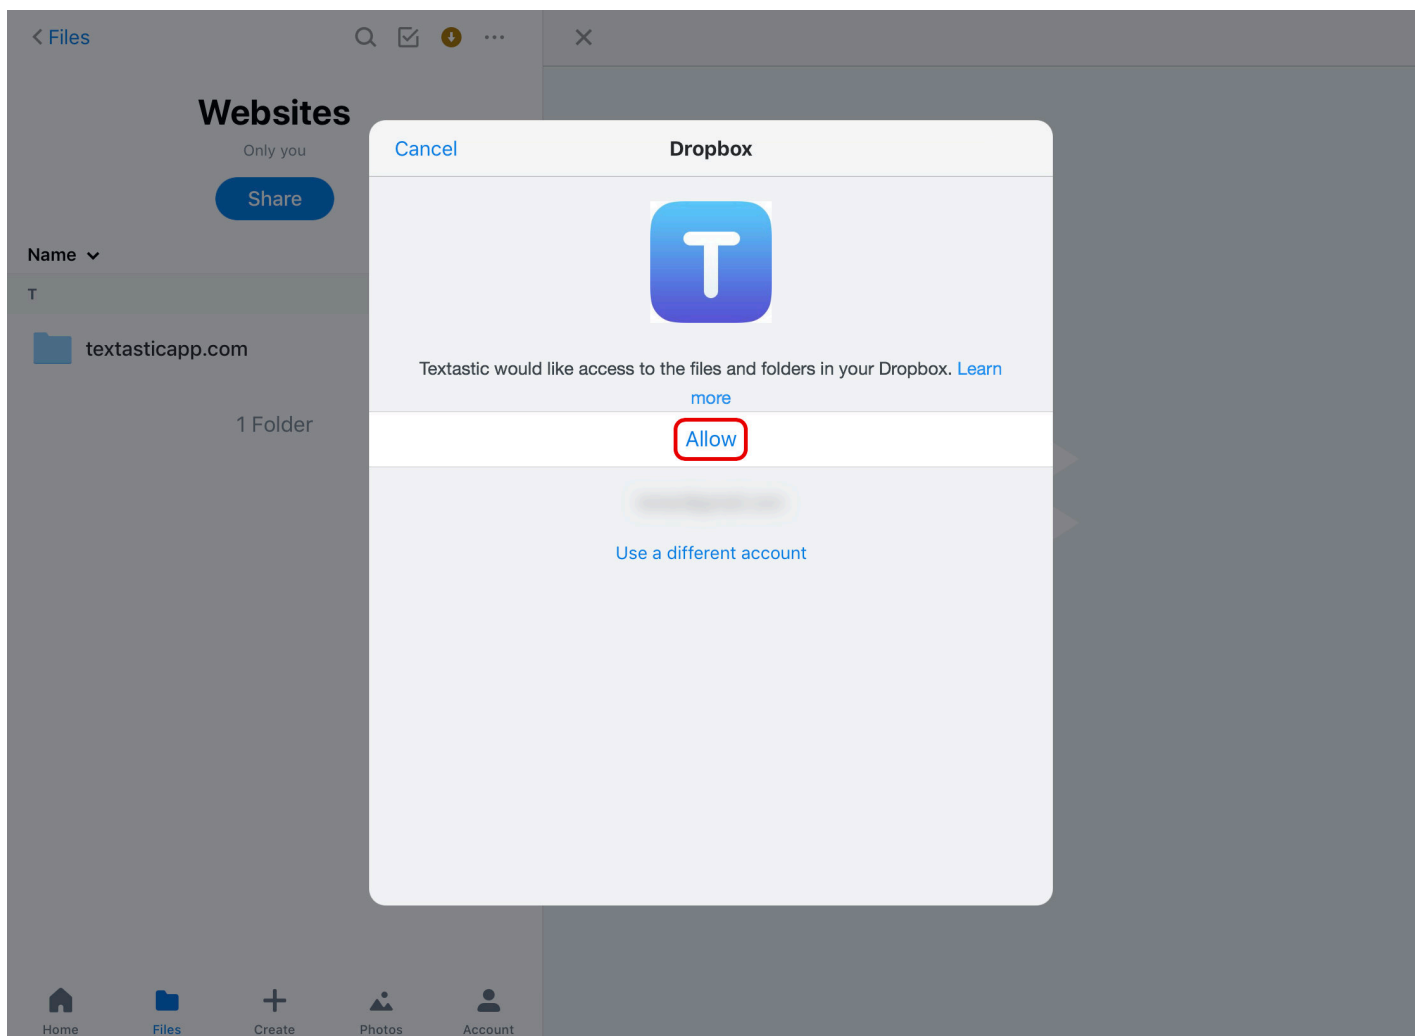 Files
Websites
Only you
Share
Name
T
textasticapp.com
1 Folder
Cancel
Dropbox
T
Textastic would like access to the files and folders in your Dropbox. Learn
more
Allow
Use a different account
Home
Files
Create
Photos
Account